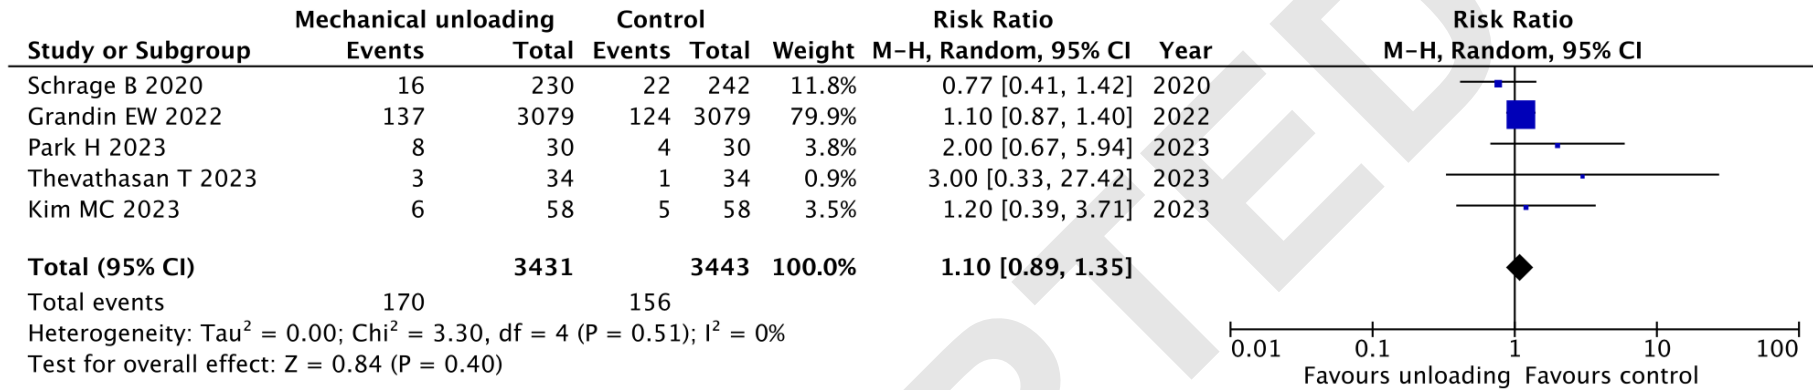 Mechanical unloading Control Risk Ratio Risk Ratio
Study or Subgroup Events Total Events Total Weight M-H, Random, 95% CI Year M-H, Random, 95% CI
Schrage B 2020 16 230 22 242 11.8% 0.77 [0.41, 1.42] 2020
Grandin EW 2022 137 3079 124 3079 79.9% 1.10 [0.87, 1.40] 2022
Park H 2023 8 30 4 30 3.8% 2.00 [0.67, 5.94] 2023
Thevathasan T 2023 3 34 1 34 0.9% 3.00 [0.33, 27.42] 2023
Kim MC 2023 6 58 5 58 3.5% 1.20 [0.39, 3.71] 2023
Total (95% CI) 3431 3443 100.0% 1.10 [0.89, 1.35]
Total events 170 156
Heterogeneity: Tau² = 0.00; Chi² = 3.30, df = 4 (P = 0.51); I² = 0%
Test for overall effect: Z = 0.84 (P = 0.40)
0.01 0.1 1 10 100
Favours unloading Favours control
PTED